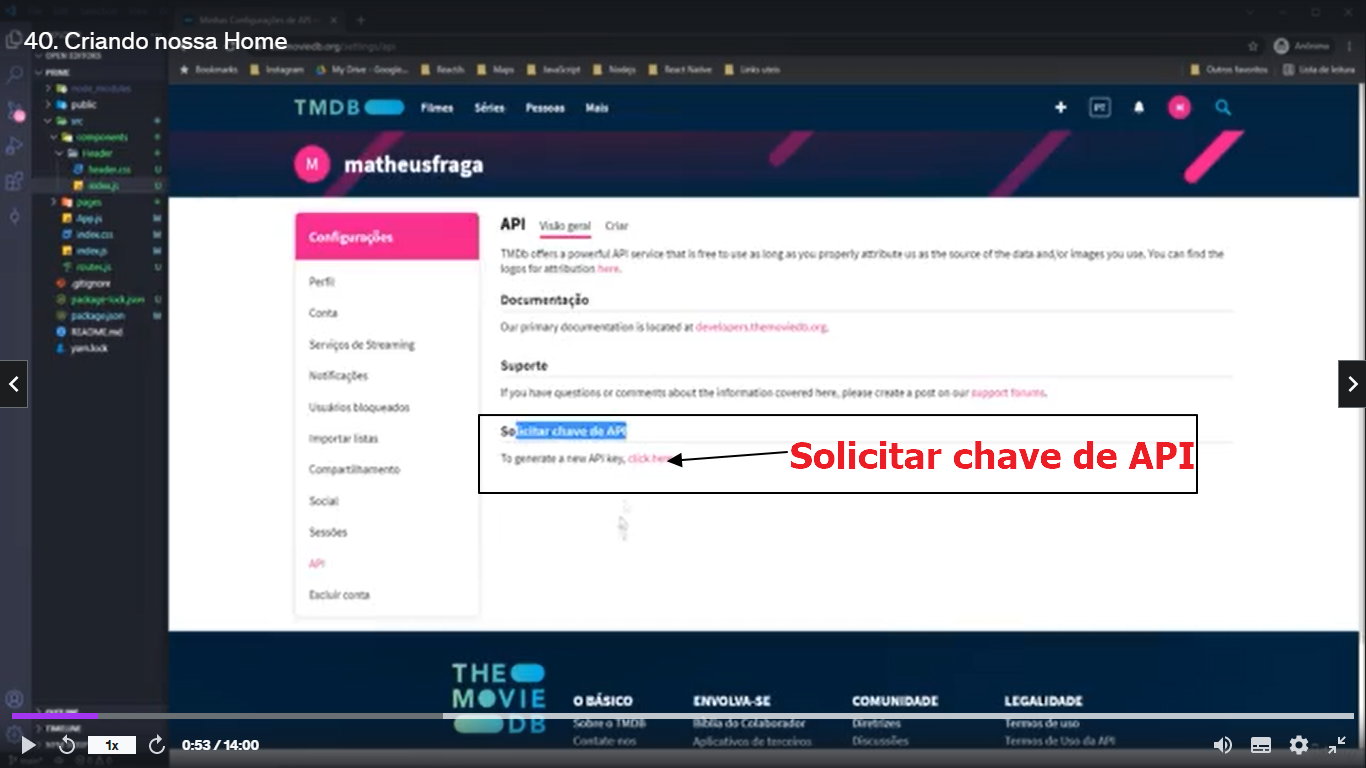 Minhas Configurações de API
40. Criando nossa Home
OPEN EDITORS
Anônimo
Bookmarks
Instagram
My Drive - Google...
Reactjs
Maps
JavaScript
Nodejs
React Native
Links uteis
Outros favoritos
Lista de leitura
PRIME
node_modules
public
src
components
Header
header.css
index.js
pages
App.js
index.css
index.js
routes.js
.gitignore
package-lock.json
package.json
README.md
yarn.lock
TMDB
Filmes
Séries
Pessoas
Mais
PT
M
matheusfraga
Configurações
Perfil
Conta
Serviços de Streaming
Notificações
Usuários bloqueados
Importar listas
Compartilhamento
Social
Sessões
API
Excluir conta
API
Visão geral
Criar
TMDb offers a powerful API service that is free to use as long as you properly attribute us as the source of the data and/or images you use. You can find the
logos for attribution here.
Documentação
Our primary documentation is located at developers.themoviedb.org.
Suporte
If you have questions or comments about the information covered here, please create a post on our support forums.
Solicitar chave de API
To generate a new API key, click here
Solicitar chave de API
THE
MOVIE
DB
O BÁSICO
Sobre o TMDB
Contate-nos
ENVOLVA-SE
Bíblia do Colaborador
Aplicativos de terceiros
COMUNIDADE
Diretrizes
Discussões
LEGALIDADE
Termos de uso
Termos de Uso da API
OUTLINE
TIMELINE
1x
0:53 / 14:00